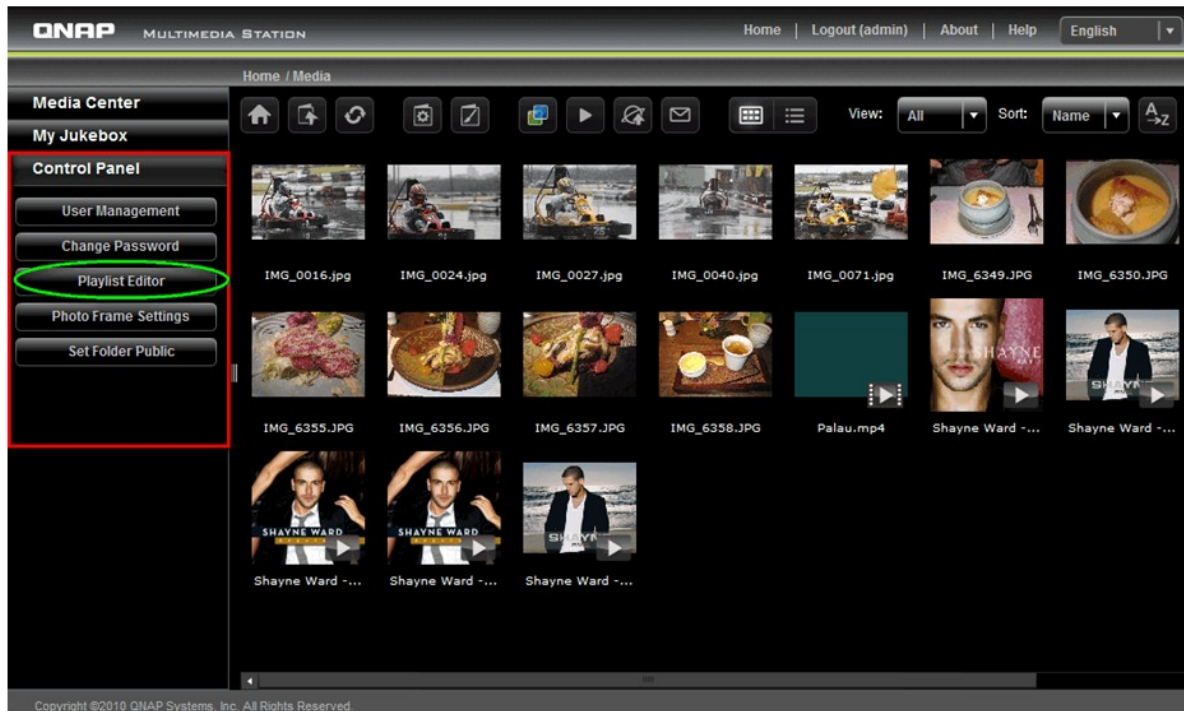 QNAP MULTIMEDIA STATION
Home | Logout (admin) | About | Help English
Home / Media
Media Center
My Jukebox
Control Panel
User Management
Change Password
Playlist Editor
Photo Frame Settings
Set Folder Public
View: All Sort: Name A→Z
IMG_0016.jpg IMG_0024.jpg IMG_0027.jpg IMG_0040.jpg IMG_0071.jpg IMG_6349.JPG IMG_6350.JPG
SHAYNE
SHAYN
IMG_6355.JPG IMG_6356.JPG IMG_6357.JPG IMG_6358.JPG Palau.mp4 Shayne Ward -... Shayne Ward -...
SHAYNE WARD SHAYNE WARD SHAYN
Shayne Ward -... Shayne Ward -... Shayne Ward -...
Copyright ©2010 QNAP Systems, Inc. All Rights Reserved.